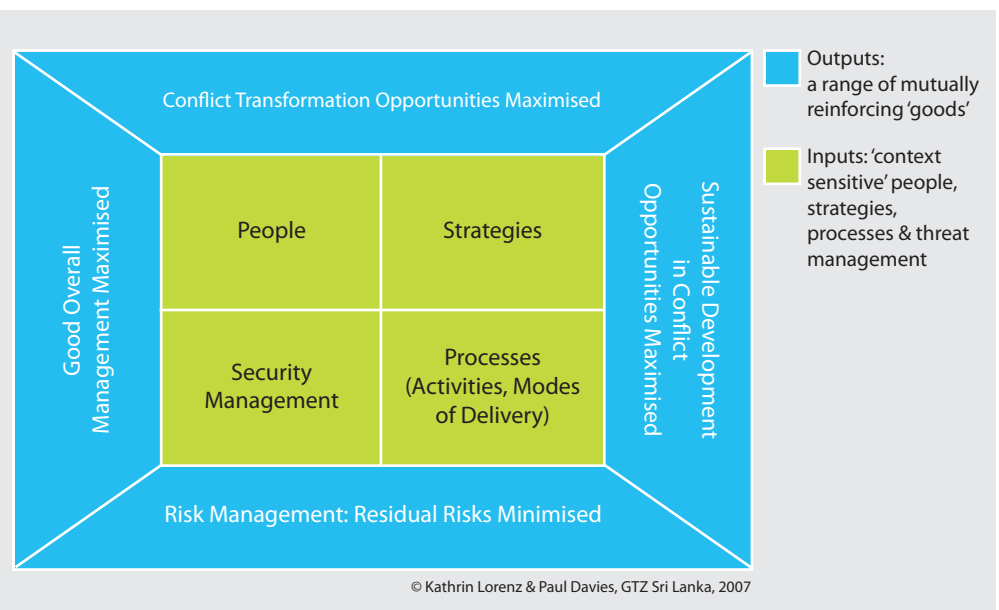 Conflict Transformation Opportunities Maximised
Good Overall
Management Maximised
People
Strategies
Security
Management
Processes
(Activities, Modes
of Delivery)
Sustainable Development
in Conflict
Opportunities Maximised
Risk Management: Residual Risks Minimised
Outputs:
a range of mutually
reinforcing ‘goods’
Inputs: ‘context
sensitive’ people,
strategies,
processes & threat
management
© Kathrin Lorenz & Paul Davies, GTZ Sri Lanka, 2007